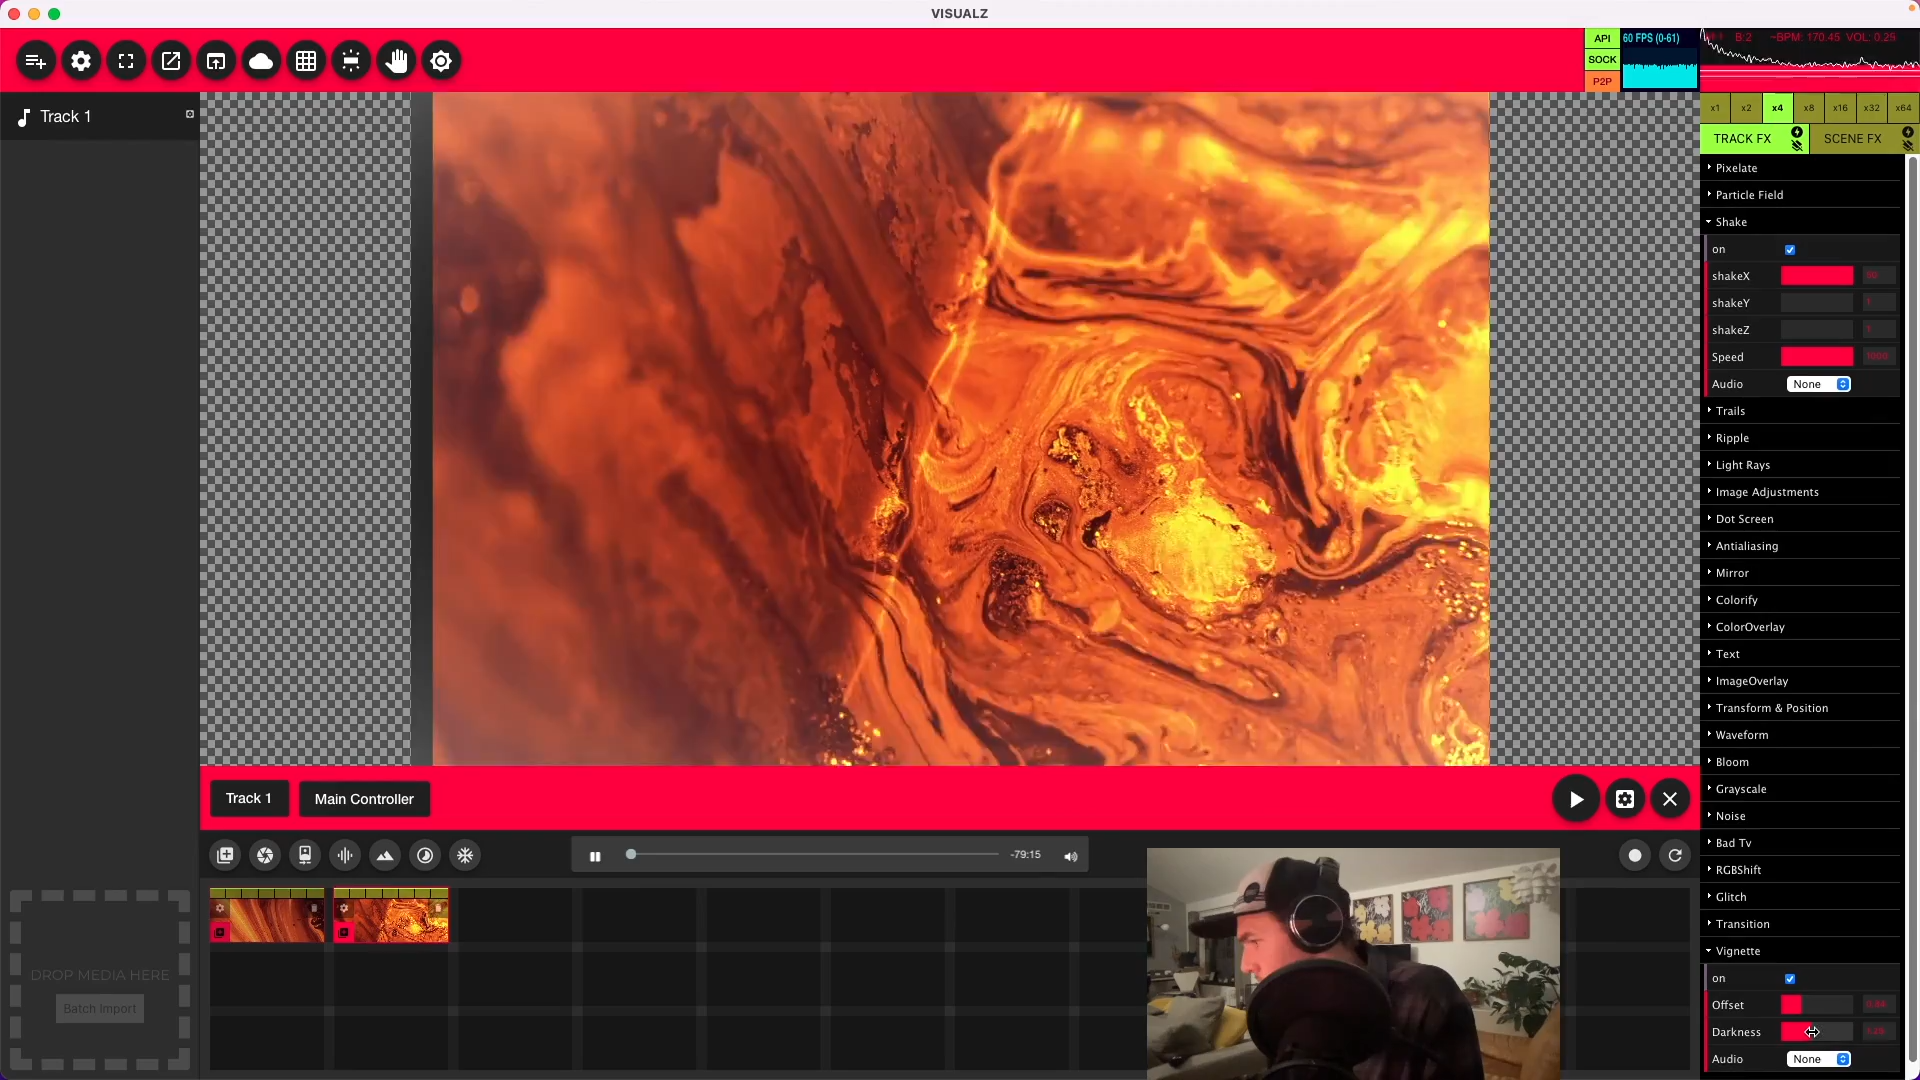 VISUALZ
API
SOCK
P2P
60 FPS (0-61)
B:2 ~BPM: 170.45 VOL: 0.25
x1 x2 x4 x8 x16 x32 x64
TRACK FX
SCENE FX
Track 1
Pixelate
Particle Field
Shake
on
shakeX
shakeY 1
shakeZ 1
Speed 1000
Audio None
Trails
Ripple
Light Rays
Image Adjustments
Dot Screen
Antialiasing
Mirror
Colorify
ColorOverlay
Text
ImageOverlay
Transform & Position
Waveform
Bloom
Grayscale
Noise
Bad Tv
RGBShift
Glitch
Transition
Vignette
on
Offset
Darkness
Audio None
Track 1
Main Controller
-79:15
DROP MEDIA HERE
Batch Import